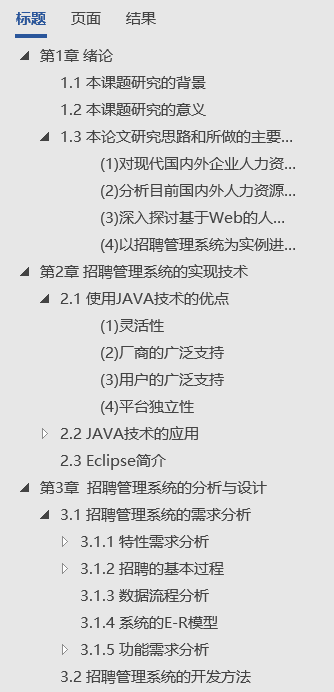 标题 页面 结果
第1章 绪论
1.1 本课题研究的背景
1.2 本课题研究的意义
1.3 本论文研究思路和所做的主要...
(1)对现代国内外企业人力资...
(2)分析目前国内外人力资源...
(3)深入探讨基于Web的人...
(4)以招聘管理系统为实例进...
第2章 招聘管理系统的实现技术
2.1 使用JAVA技术的优点
(1)灵活性
(2)厂商的广泛支持
(3)用户的广泛支持
(4)平台独立性
2.2 JAVA技术的应用
2.3 Eclipse简介
第3章 招聘管理系统的分析与设计
3.1 招聘管理系统的需求分析
3.1.1 特性需求分析
3.1.2 招聘的基本过程
3.1.3 数据流程分析
3.1.4 系统的E-R模型
3.1.5 功能需求分析
3.2 招聘管理系统的开发方法